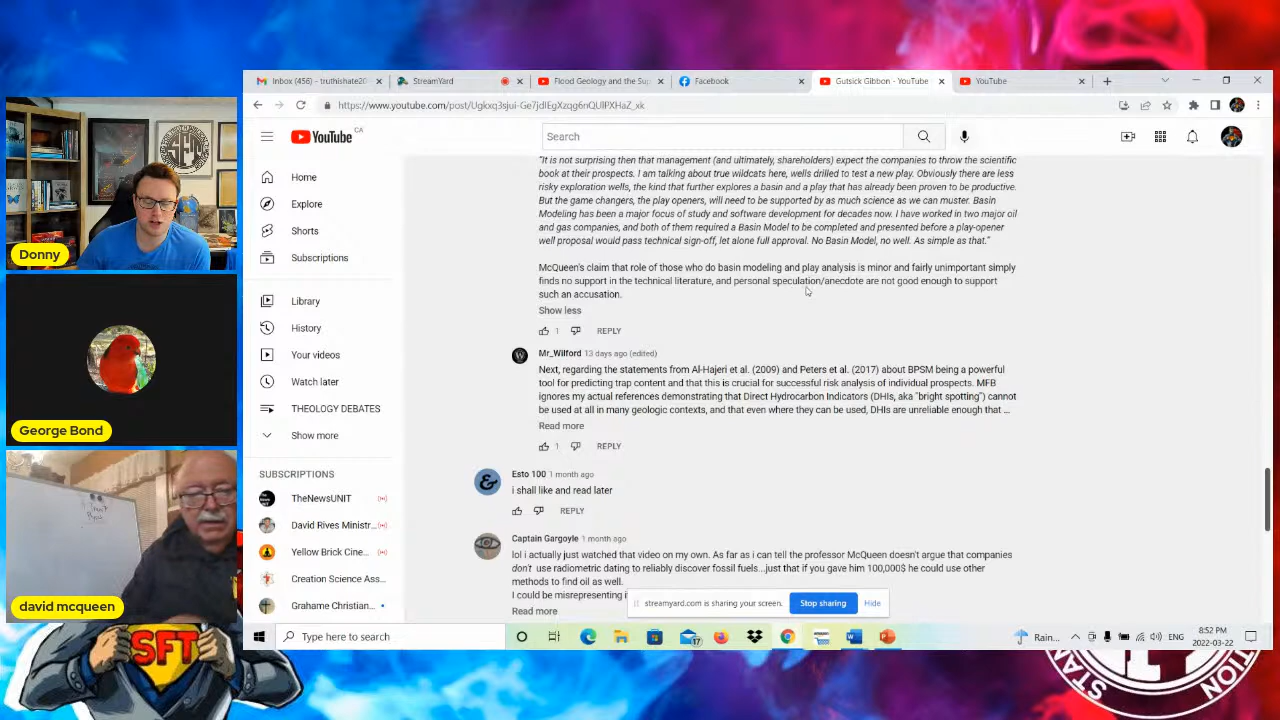 Inbox (456) - truthishate20
StreamYard
Flood Geology and the Sup
Facebook
Gutsick Gibbon - YouTube
YouTube
YouTube CA
Search
Home
Explore
Shorts
Subscriptions
Library
History
Your videos
Watch later
THEOLOGY DEBATES
Show more
SUBSCRIPTIONS
TheNewsUNIT
David Rives Ministr...
Yellow Brick Cine...
Creation Science Ass...
Grahame Christian...
"It is not surprising then that management (and ultimately, shareholders) expect the companies to throw the scientific
book at their prospects. I am talking about true wildcats here, wells drilled to test a new play. Obviously there are less
risky exploration wells, the kind that further explores a basin and a play that has already been proven to be productive.
But the game changers, the play openers, will need to be supported by as much science as we can muster. Basin
Modeling has been a major focus of study and software development for decades now. I have worked in two major oil
and gas companies, and both of them required a Basin Model to be completed and presented before a play-opener
well proposal would pass technical sign-off, let alone full approval. No Basin Model, no well. As simple as that."
McQueen's claim that role of those who do basin modeling and play analysis is minor and fairly unimportant simply
finds no support in the technical literature, and personal speculation/anecdote are not good enough to support
such an accusation.
Show less
1 REPLY
Mr_Wilford 13 days ago (edited)
Next, regarding the statements from Al-Hajeri et al. (2009) and Peters et al. (2017) about BPSM being a powerful
tool for predicting trap content and that this is crucial for successful risk analysis of individual prospects. MFB
ignores my actual references demonstrating that Direct Hydrocarbon Indicators (DHIs, aka "bright spotting") cannot
be used at all in many geologic contexts, and that even where they can be used, DHIs are unreliable enough that ...
Read more
1 REPLY
Esto 100 1 month ago
i shall like and read later
REPLY
Captain Gargoyle 1 month ago
lol i actually just watched that video on my own. As far as i can tell the professor McQueen doesn't argue that companies
don't use radiometric dating to reliably discover fossil fuels...just that if you gave him 100,000$ he could use other
methods to find oil as well.
I could be misrepresenting i
Read more
streamyard.com is sharing your screen.
Stop sharing
Hide
Type here to search
17
Rain...
ENG
8:52 PM
2022-03-22
Donny
George Bond
david mcqueen
SFT